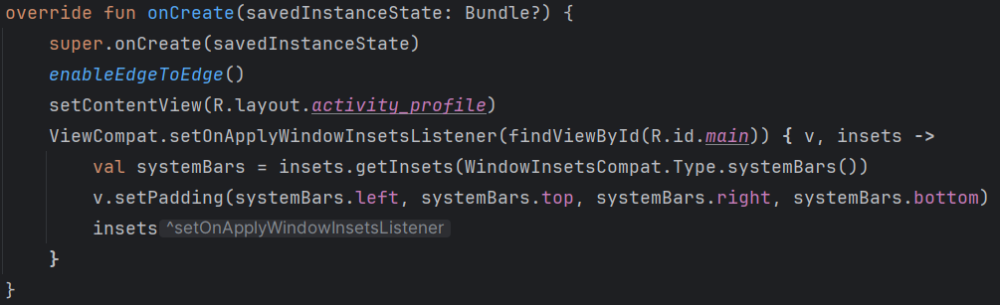 override fun onCreate(savedInstanceState: Bundle?) {
super.onCreate(savedInstanceState)
enableEdgeToEdge()
setContentView(R.layout.activity_profile)
ViewCompat.setOnApplyWindowInsetsListener(findViewById(R.id.main)) { v, insets ->
val systemBars = insets.getInsets(WindowInsetsCompat.Type.systemBars())
v.setPadding(systemBars.left, systemBars.top, systemBars.right, systemBars.bottom)
insets ^setOnApplyWindowInsetsListener
}
}